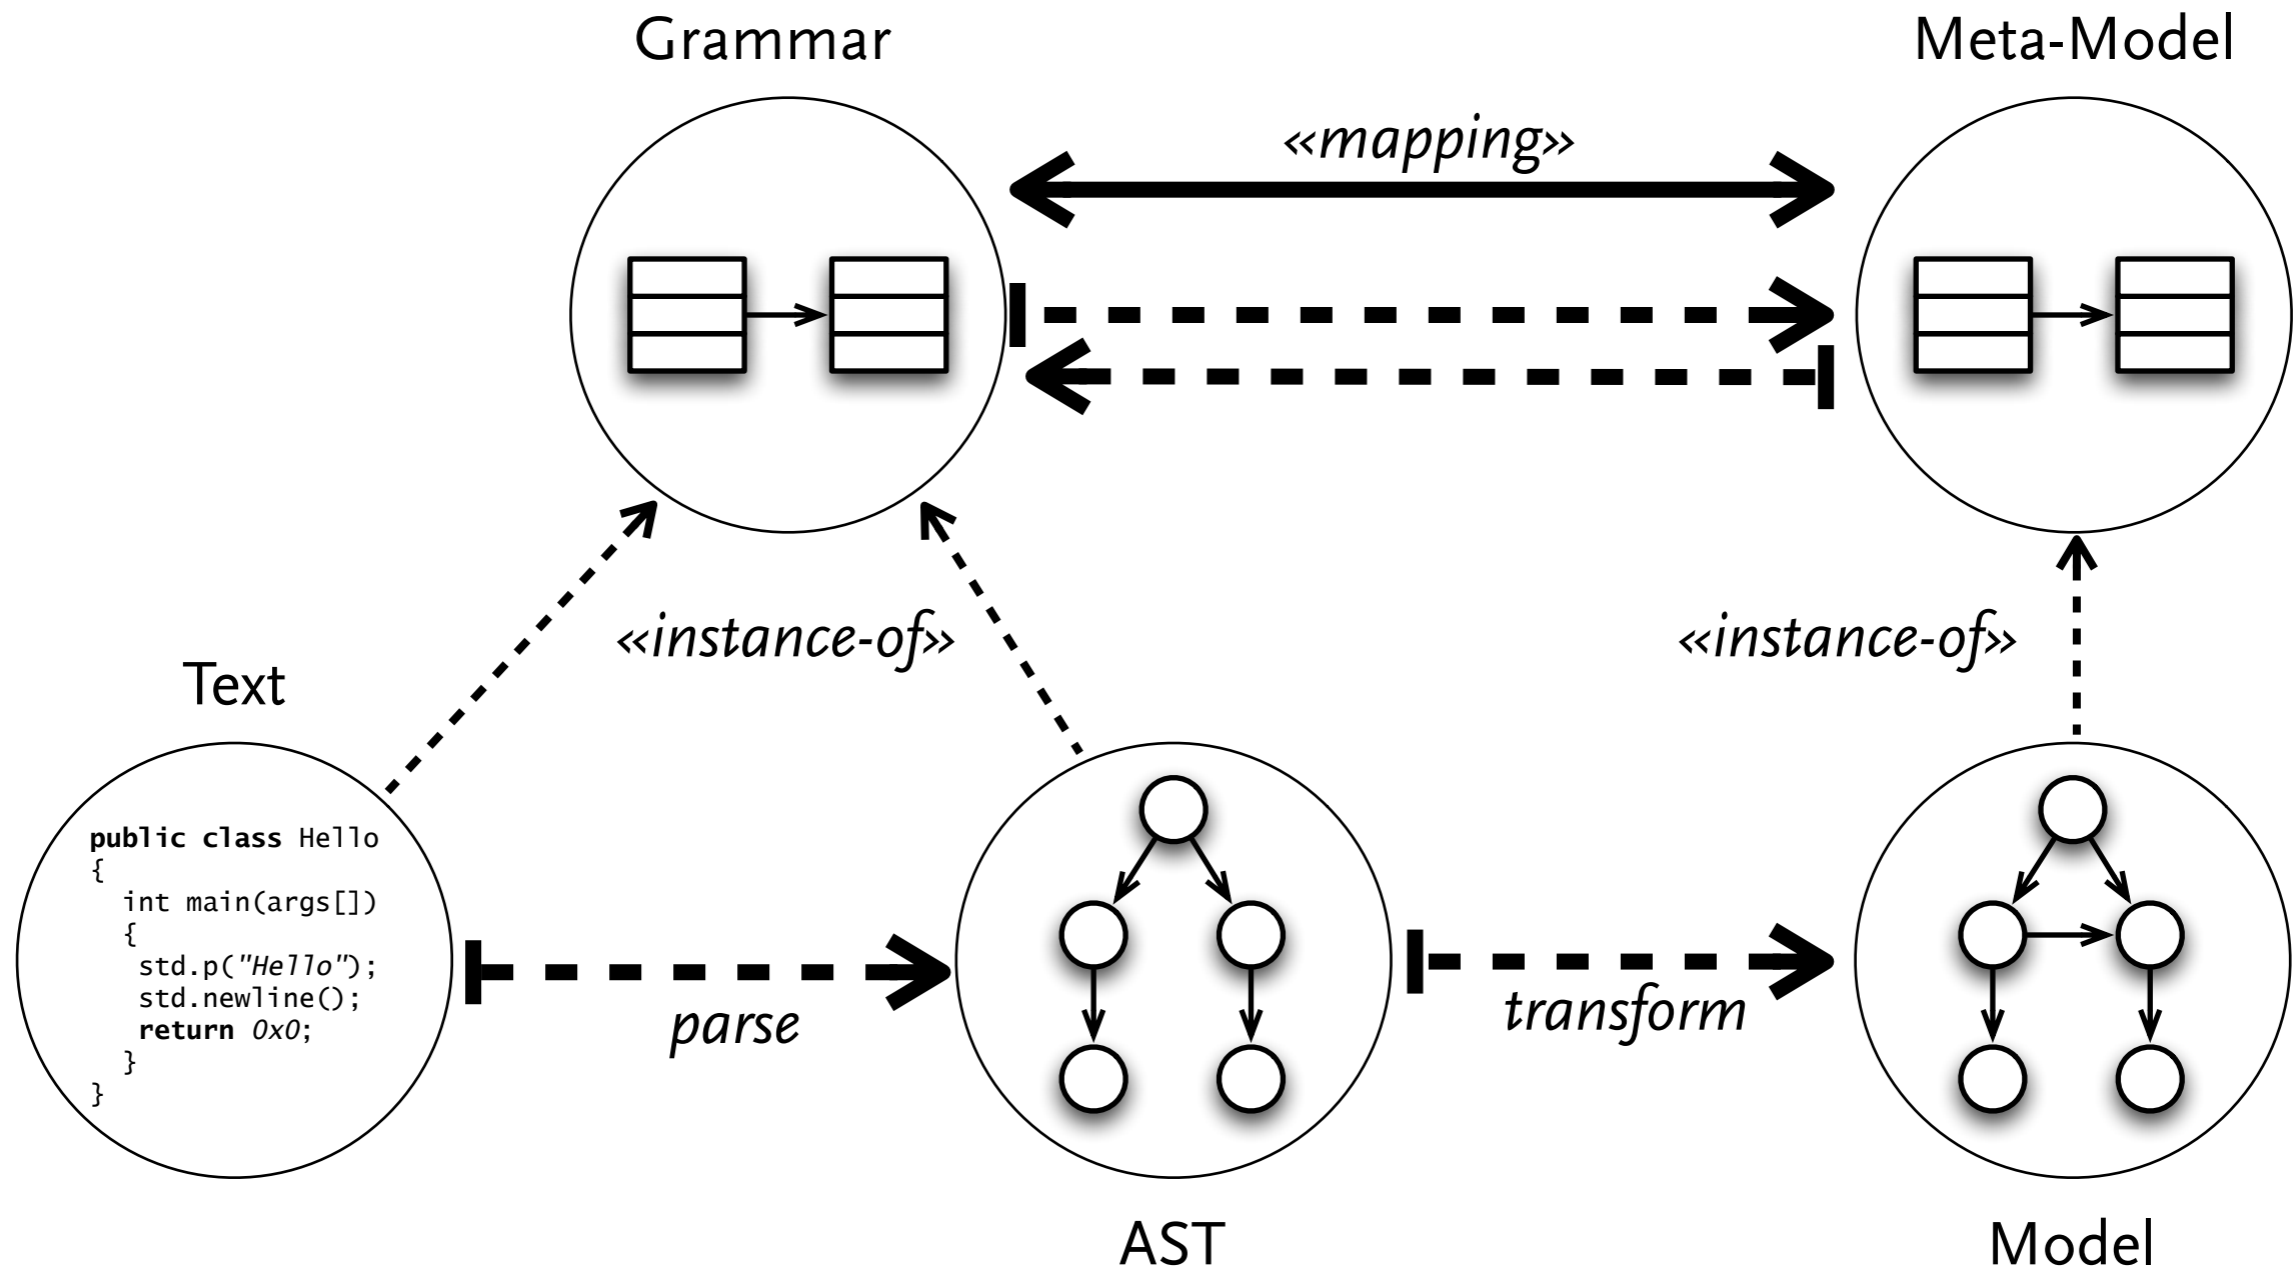 Grammar
Meta-Model
«mapping»
«instance-of»
«instance-of»
Text
public class Hello
{
int main(args[])
{
std.p("Hello");
std.newline();
return 0x0;
}
}
parse
transform
AST
Model